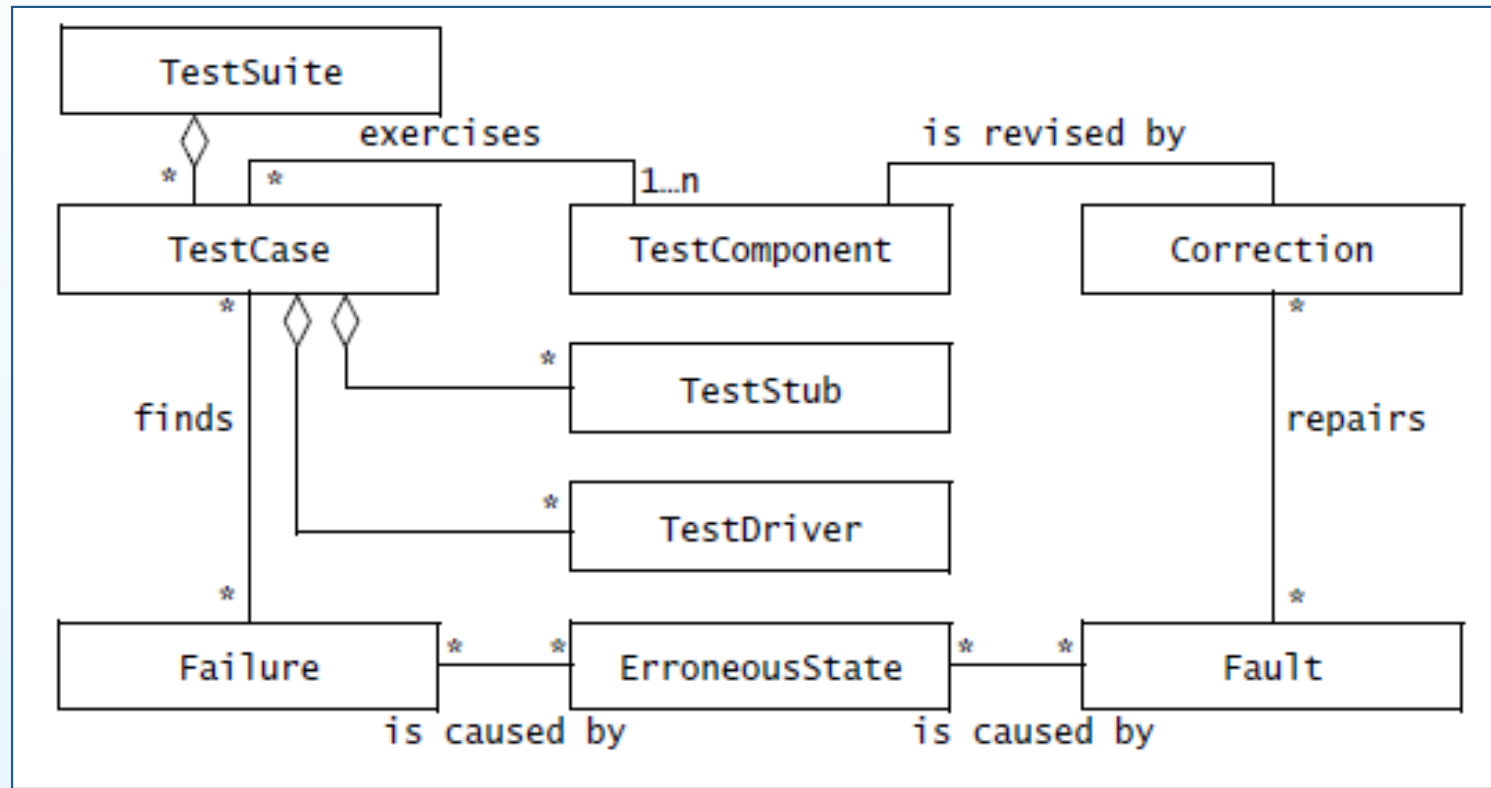 TestSuite
exercises
is revised by
*
*
1…n
TestCase
TestComponent
Correction
*
*
*
TestStub
finds
repairs
*
TestDriver
*
*
Failure
*
*
ErroneousState
*
*
Fault
is caused by
is caused by